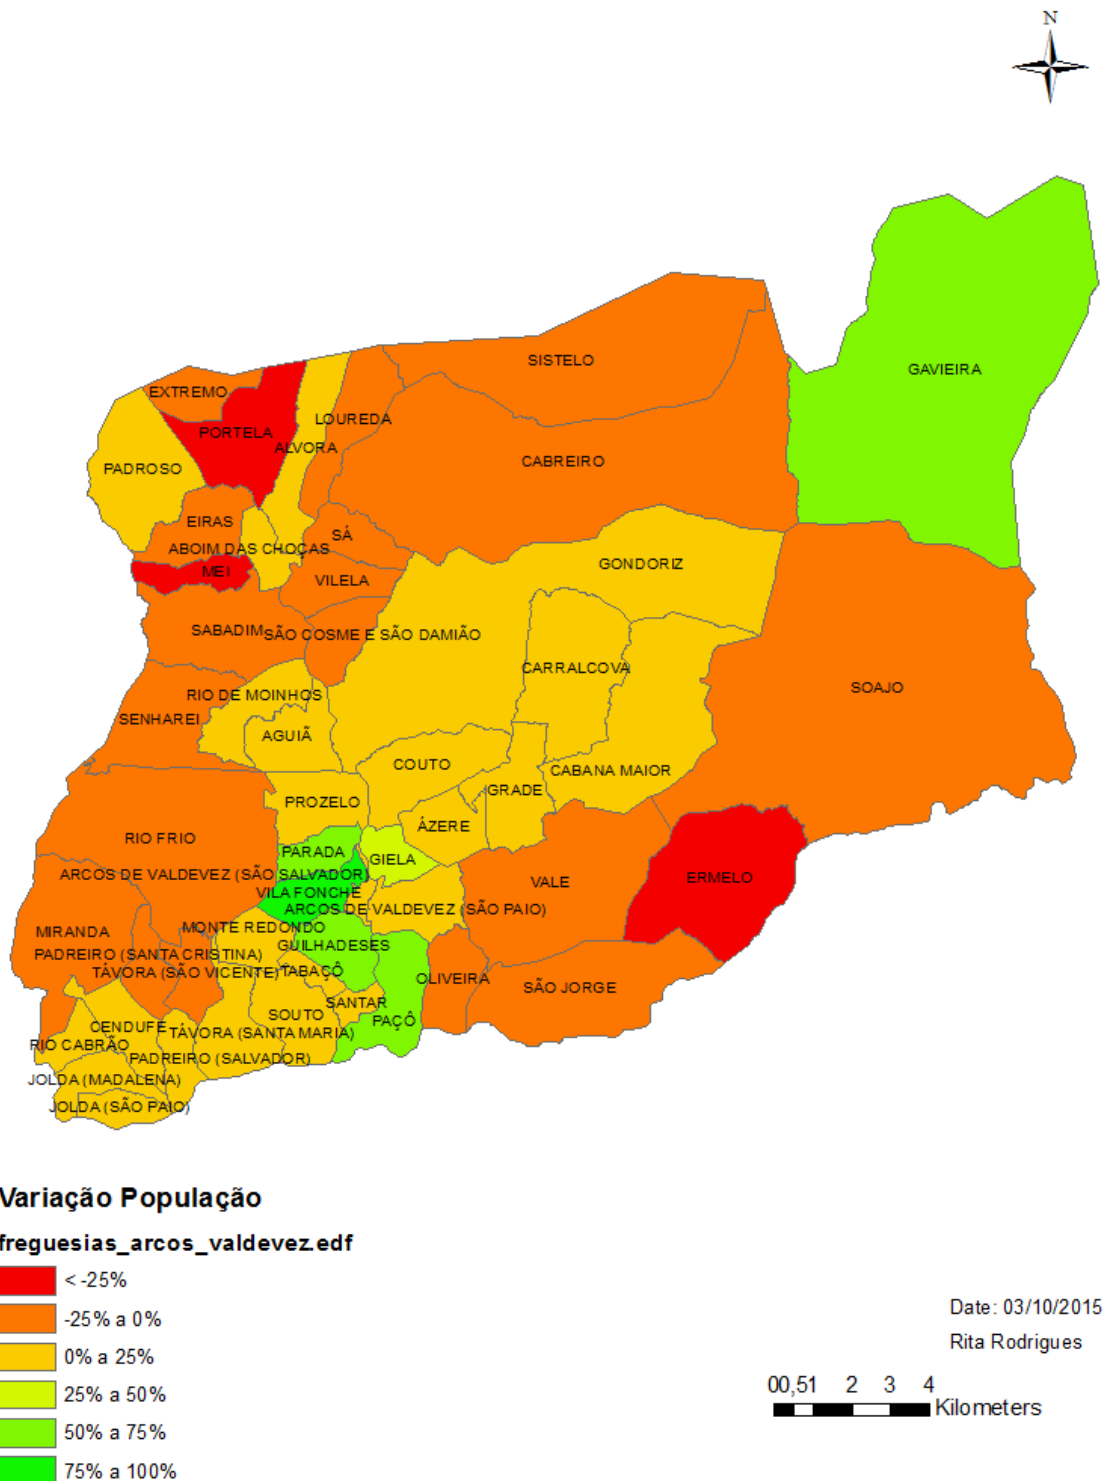 N
GAVIEIRA
SISTELO
EXTREMO
LOUREDA
PORTELA
ALVORA
CABREIRO
PADROSO
EIRAS
SÁ
ABOIM DAS CHOÇAS
GONDORIZ
MEI
VILELA
SABADIM
SÃO COSME E SÃO DAMIÃO
CARRALCOVA
SOAJO
RIO DE MOINHOS
SENHAREI
AGUIÃ
COUTO
CABANA MAIOR
GRADE
PROZELO
ÁZERE
RIO FRIO
PARADA
GIELA
ARCOS DE VALDEVEZ (SÃO SALVADOR)
ERMELO
VALE
VILA FONCHE
ARCOS DE VALDEVEZ (SÃO PAIO)
MIRANDA
MONTE REDONDO
GUILHADESES
PADREIRO (SANTA CRISTINA)
TÁVORA (SÃO VICENTE)
TABAÇÔ
OLIVEIRA
SÃO JORGE
SANTAR
SOUTO
PAÇÔ
CENDUFE
TÁVORA (SANTA MARIA)
RIO CABRÃO
PADREIRO (SALVADOR)
JOLDA (MADALENA)
JOLDA (SÃO PAIO)
Variação População
freguesias_arcos_valdevez.edf
< -25%
-25% a 0%
0% a 25%
25% a 50%
50% a 75%
75% a 100%
Date: 03/10/2015
Rita Rodrigues
00,51 2 3 4
Kilometers